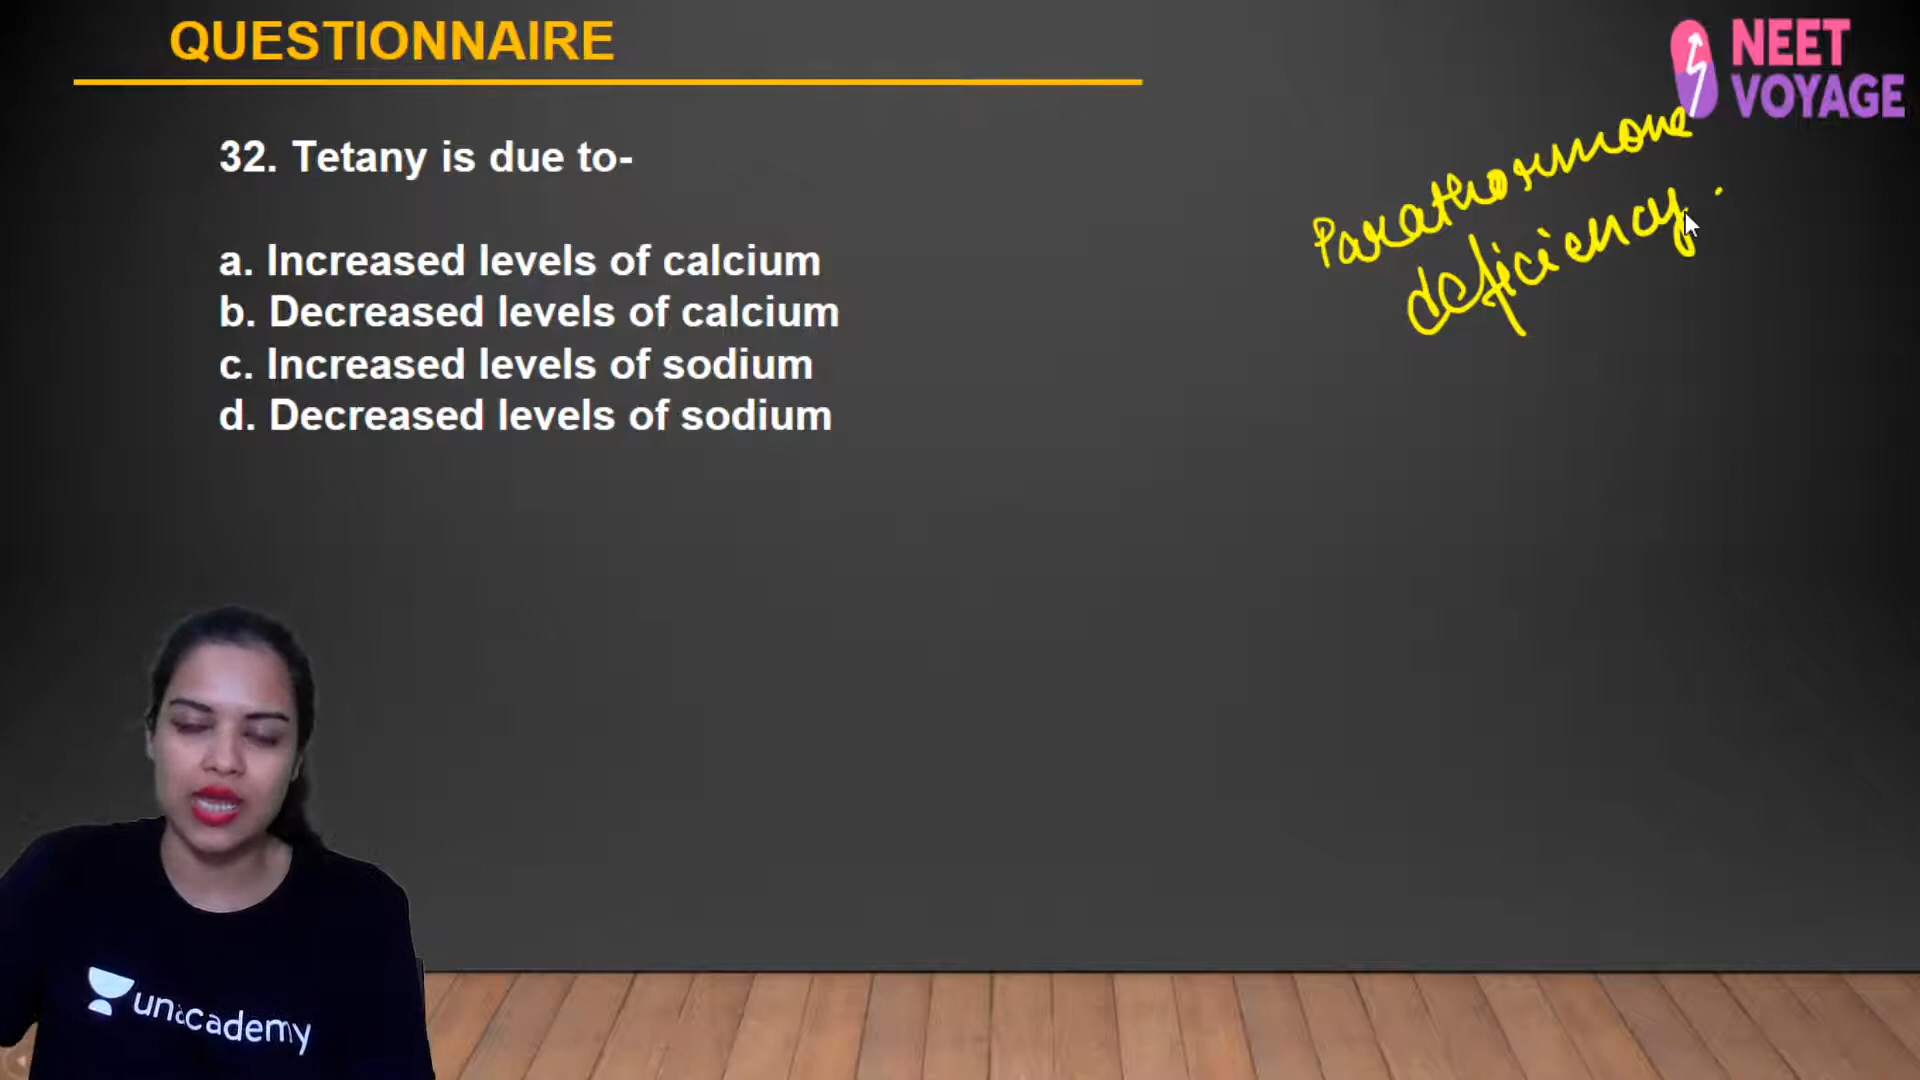 QUESTIONNAIRE
NEET
VOYAGE
32. Tetany is due to-
Parathormone
deficiency.
a. Increased levels of calcium
b. Decreased levels of calcium
c. Increased levels of sodium
d. Decreased levels of sodium
unacademy